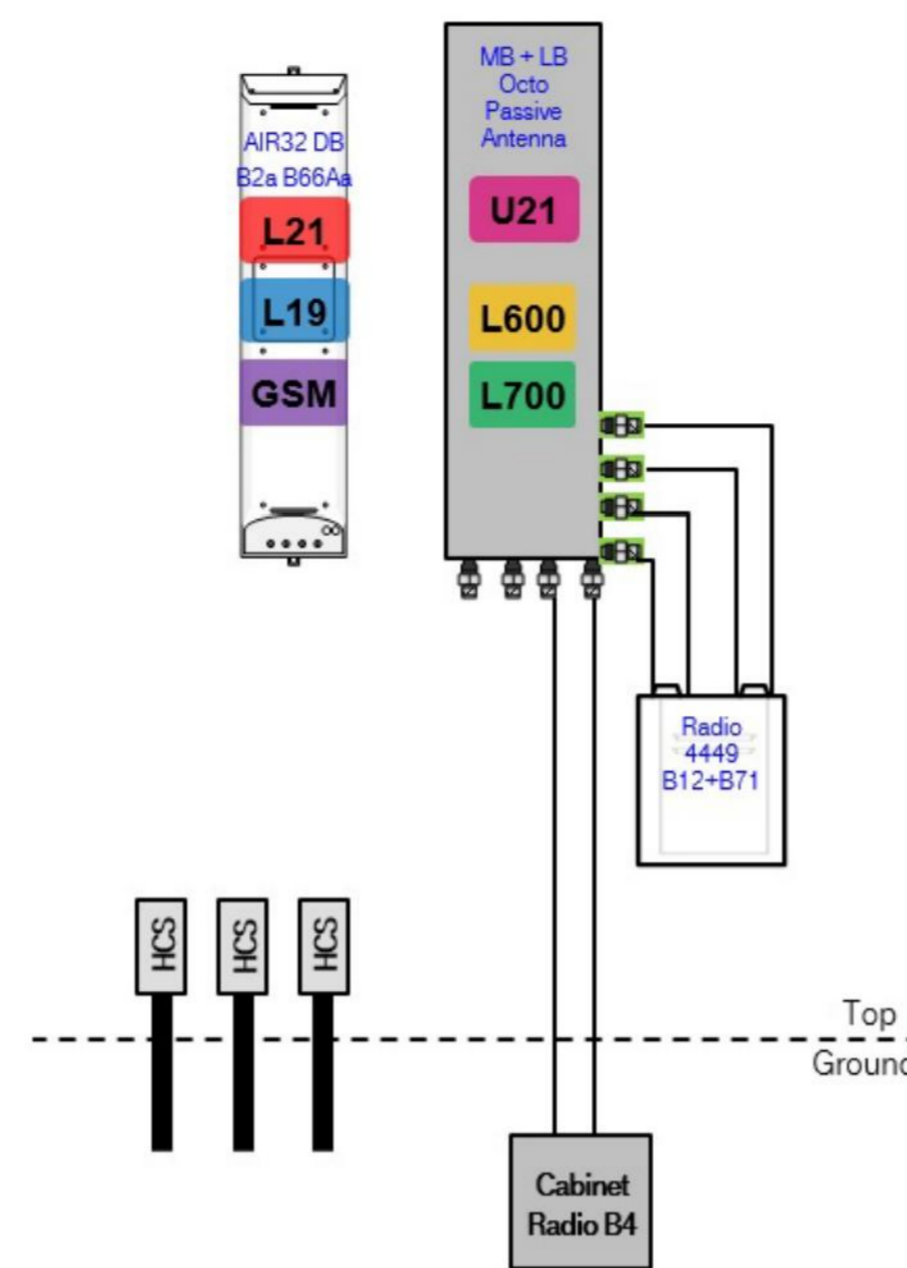 AIR32 DB
B2a B66Aa
L21
L19
GSM
MB + LB
Octo
Passive
Antenna
U21
L600
L700
Radio
4449
B12+B71
HCS
HCS
HCS
Top
Ground
Cabinet
Radio B4